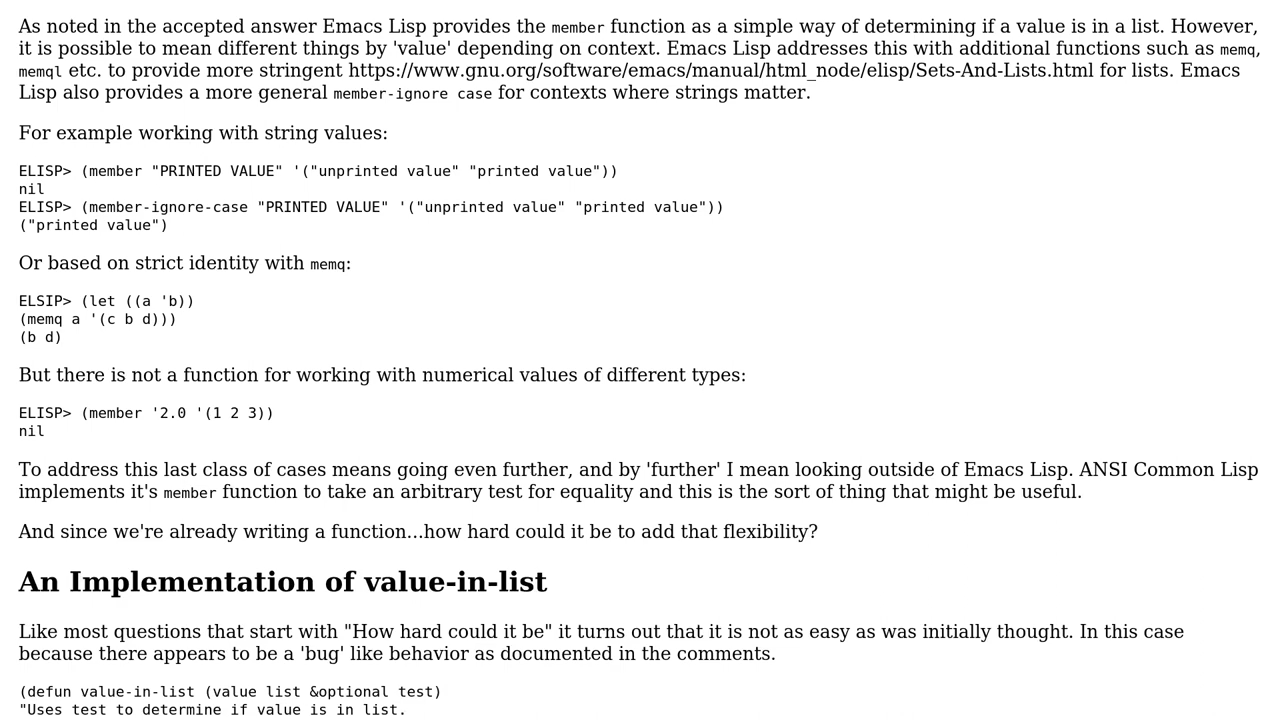 As noted in the accepted answer Emacs Lisp provides the member function as a simple way of determining if a value is in a list. However,
it is possible to mean different things by 'value' depending on context. Emacs Lisp addresses this with additional functions such as memq,
memql etc. to provide more stringent https://www.gnu.org/software/emacs/manual/html_node/elisp/Sets-And-Lists.html for lists. Emacs
Lisp also provides a more general member-ignore case for contexts where strings matter.
For example working with string values:
ELISP> (member "PRINTED VALUE" '("unprinted value" "printed value"))
nil
ELISP> (member-ignore-case "PRINTED VALUE" '("unprinted value" "printed value"))
("printed value")
Or based on strict identity with memq:
ELSIP> (let ((a 'b))
(memq a '(c b d)))
(b d)
But there is not a function for working with numerical values of different types:
ELISP> (member '2.0 '(1 2 3))
nil
To address this last class of cases means going even further, and by 'further' I mean looking outside of Emacs Lisp. ANSI Common Lisp
implements it's member function to take an arbitrary test for equality and this is the sort of thing that might be useful.
And since we're already writing a function...how hard could it be to add that flexibility?
An Implementation of value-in-list
Like most questions that start with "How hard could it be" it turns out that it is not as easy as was initially thought. In this case
because there appears to be a 'bug' like behavior as documented in the comments.
(defun value-in-list (value list &optional test)
"Uses test to determine if value is in list.